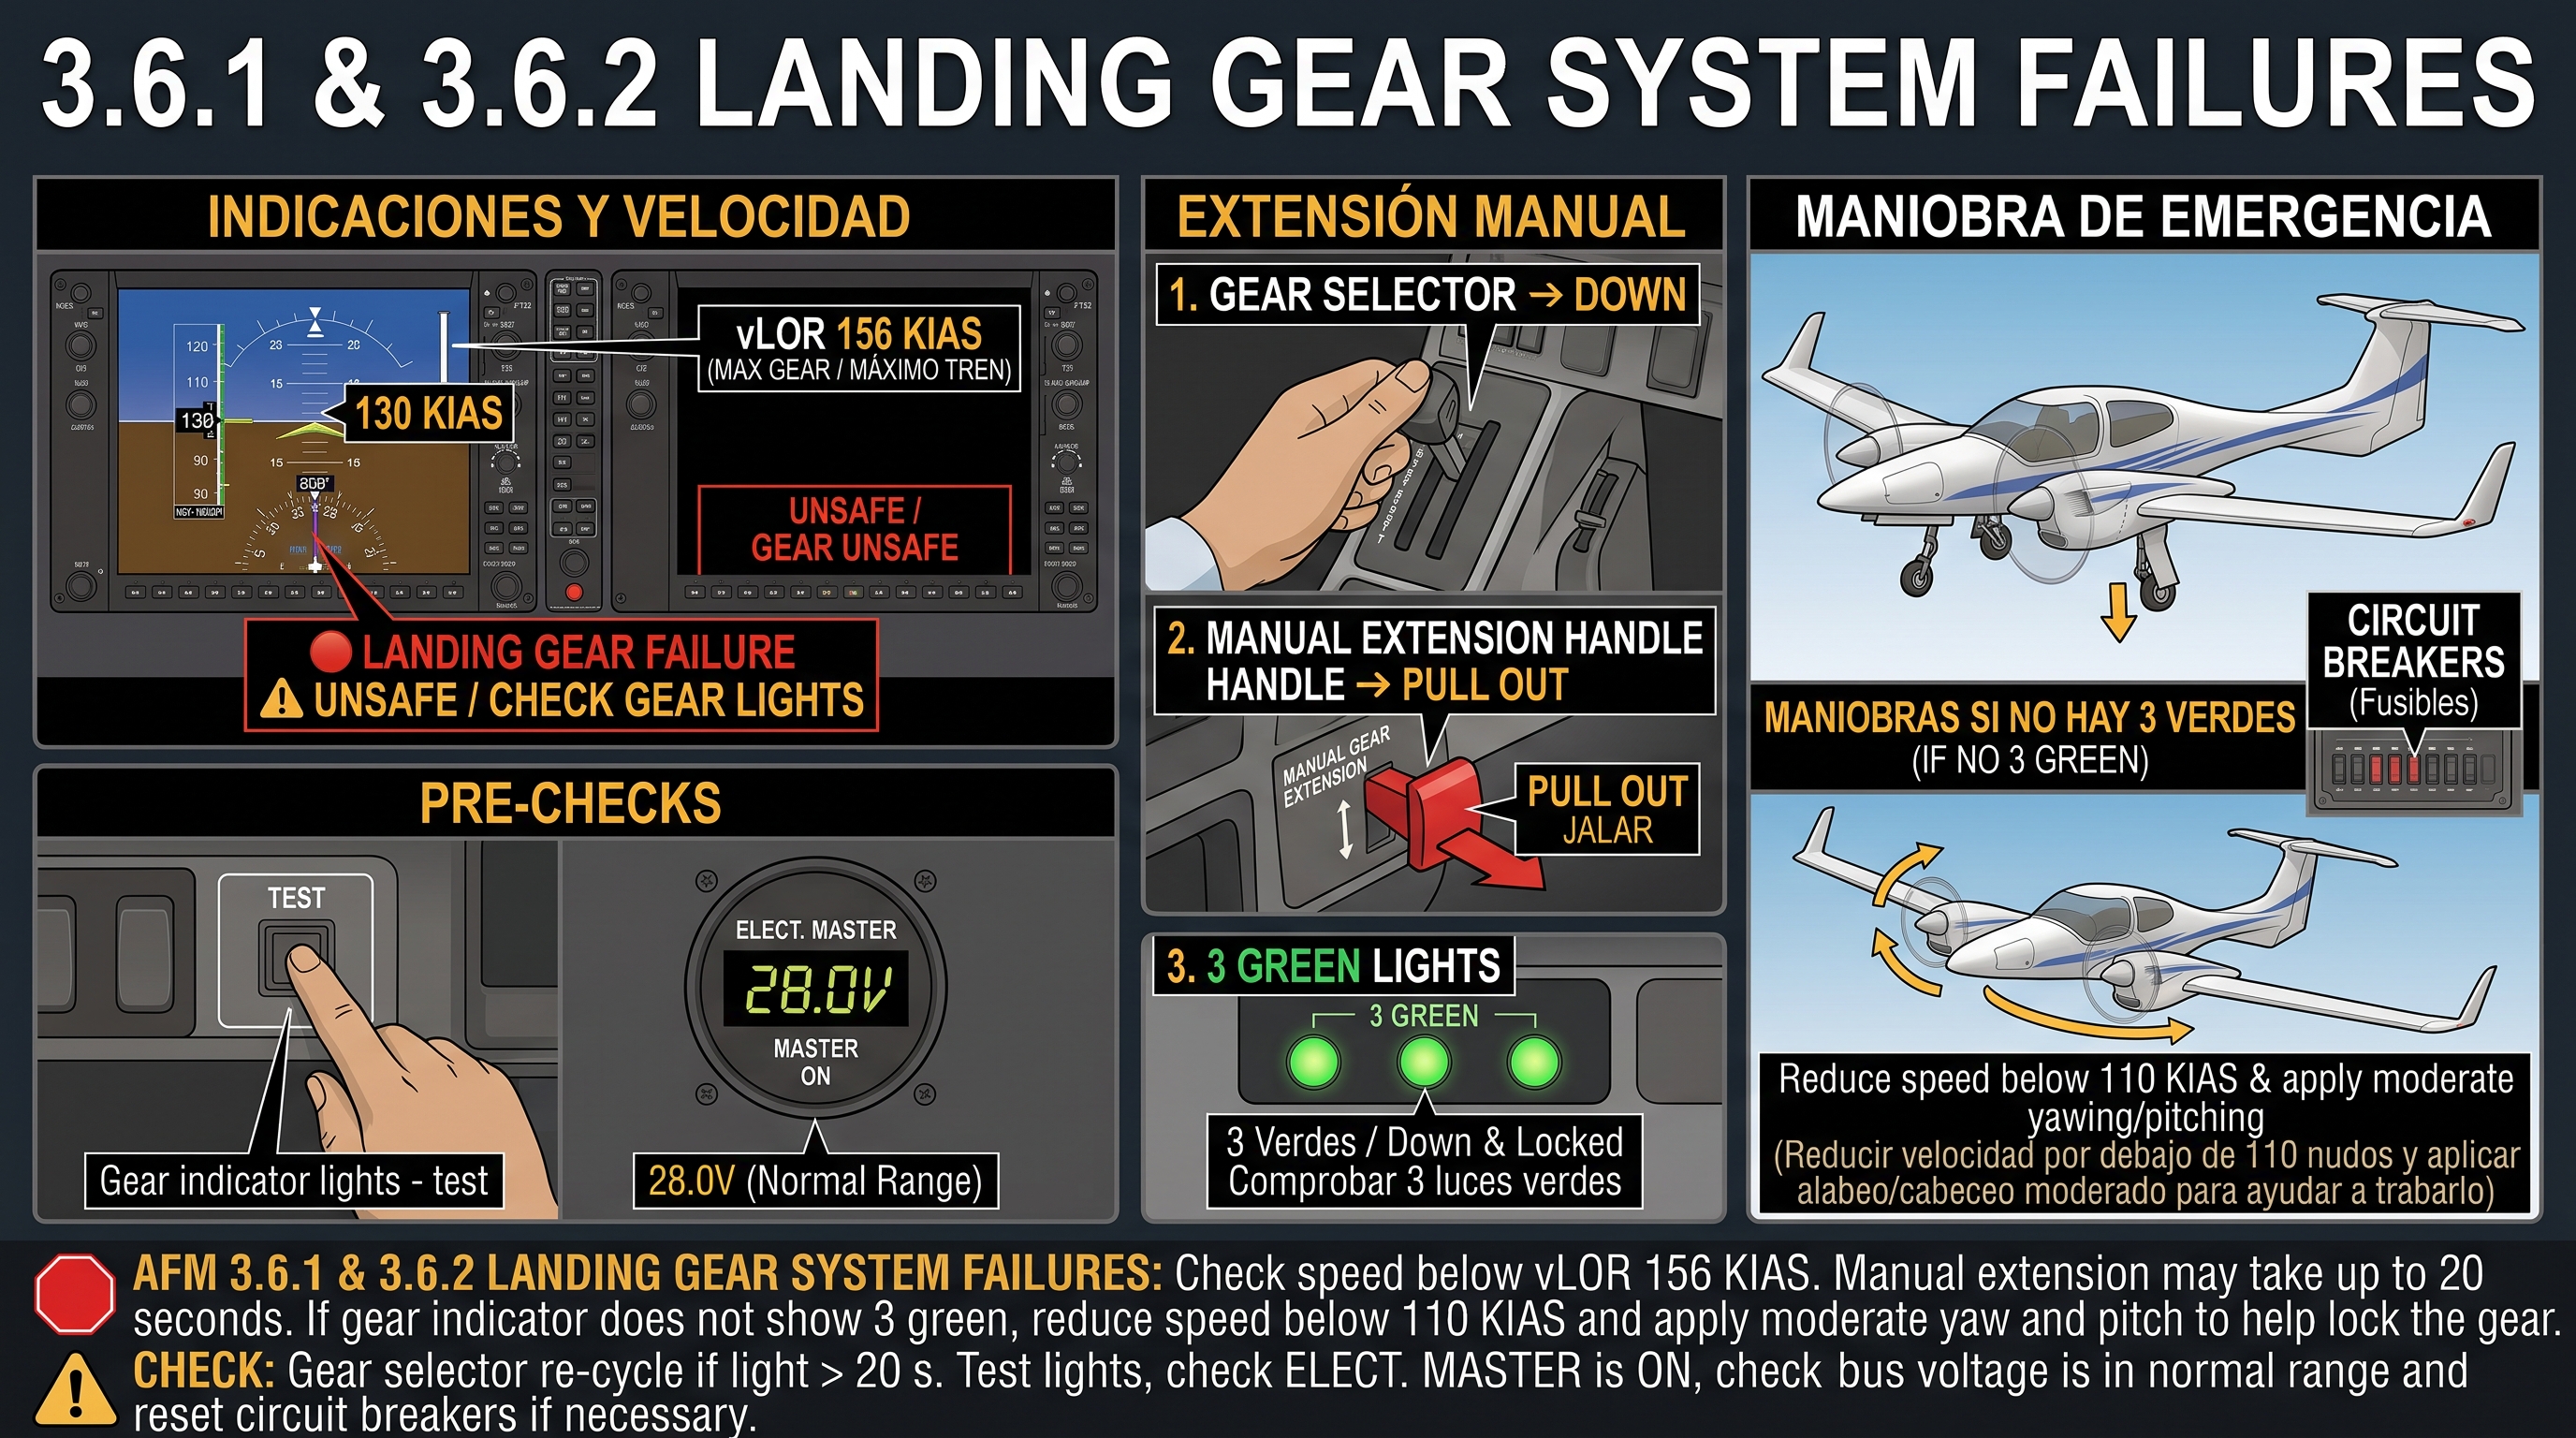 3.6.1 & 3.6.2 LANDING GEAR SYSTEM FAILURES
INDICACIONES Y VELOCIDAD
vLOR 156 KIAS
(MAX GEAR / MÁXIMO TREN)
130 KIAS
120
110
130
90
90
UNSAFE /
GEAR UNSAFE
LANDING GEAR FAILURE
UNSAFE / CHECK GEAR LIGHTS
PRE-CHECKS
TEST
Gear indicator lights - test
ELECT. MASTER
28.0V
MASTER
ON
28.0V (Normal Range)
EXTENSIÓN MANUAL
1. GEAR SELECTOR → DOWN
2. MANUAL EXTENSION HANDLE
HANDLE → PULL OUT
MANUAL GEAR
EXTENSION
PULL OUT
JALAR
3. 3 GREEN LIGHTS
3 GREEN
3 Verdes / Down & Locked
Comprobar 3 luces verdes
MANIOBRA DE EMERGENCIA
CIRCUIT
BREAKERS
(Fusibles)
MANIOBRAS SI NO HAY 3 VERDES
(IF NO 3 GREEN)
Reduce speed below 110 KIAS & apply moderate
yawing/pitching
(Reducir velocidad por debajo de 110 nudos y aplicar
alabeo/cabeceo moderado para ayudar a trabarlo)
AFM 3.6.1 & 3.6.2 LANDING GEAR SYSTEM FAILURES: Check speed below vLOR 156 KIAS. Manual extension may take up to 20
seconds. If gear indicator does not show 3 green, reduce speed below 110 KIAS and apply moderate yaw and pitch to help lock the gear.
CHECK: Gear selector re-cycle if light > 20 s. Test lights, check ELECT. MASTER is ON, check bus voltage is in normal range and
reset circuit breakers if necessary.